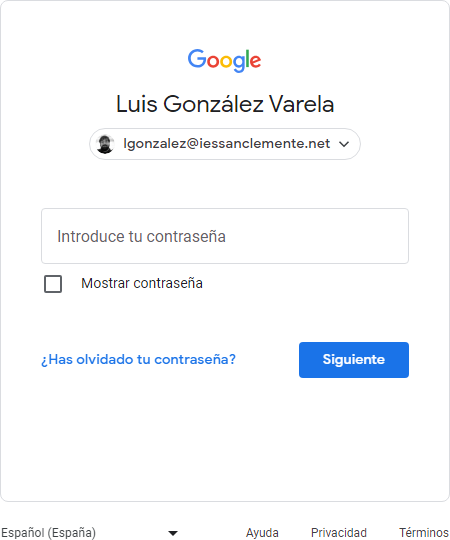 Google
Luis González Varela
lgonzalez@iessanclemente.net
Introduce tu contraseña
Mostrar contraseña
¿Has olvidado tu contraseña? Siguiente
Español (España) Ayuda Privacidad Términos